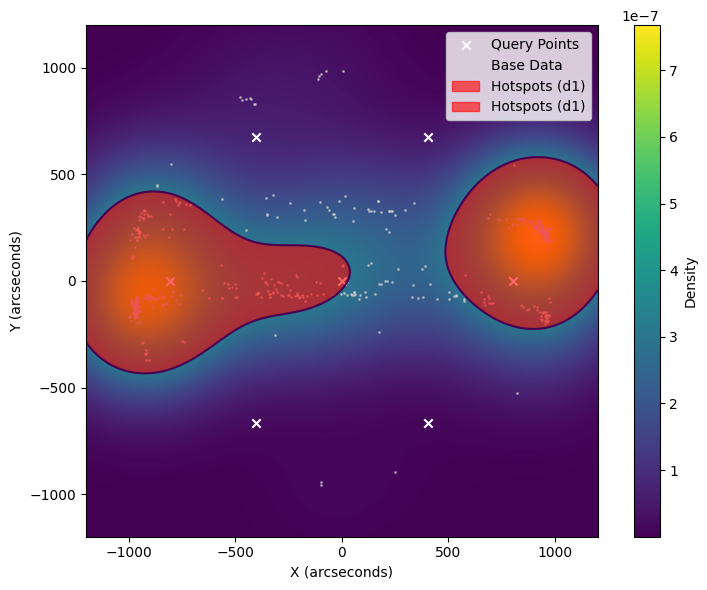 1e−7
Query Points
Base Data
Hotspots (d1)
Hotspots (d1)
1000
500
0
−500
−1000
Y (arcseconds)
−1000
−500
0
500
1000
X (arcseconds)
7
6
5
4
3
2
1
Density